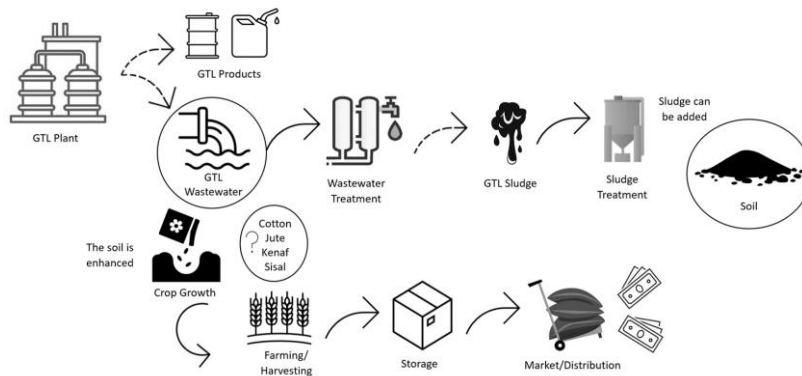 GTL Products
GTL Plant
GTL
Wastewater
Wastewater
Treatment
GTL Sludge
Sludge
Treatment
Sludge can
be added
Soil
The soil is
enhanced
Crop Growth
?
Cotton
Jute
Kenaf
Sisal
Farming/
Harvesting
Storage
Market/Distribution